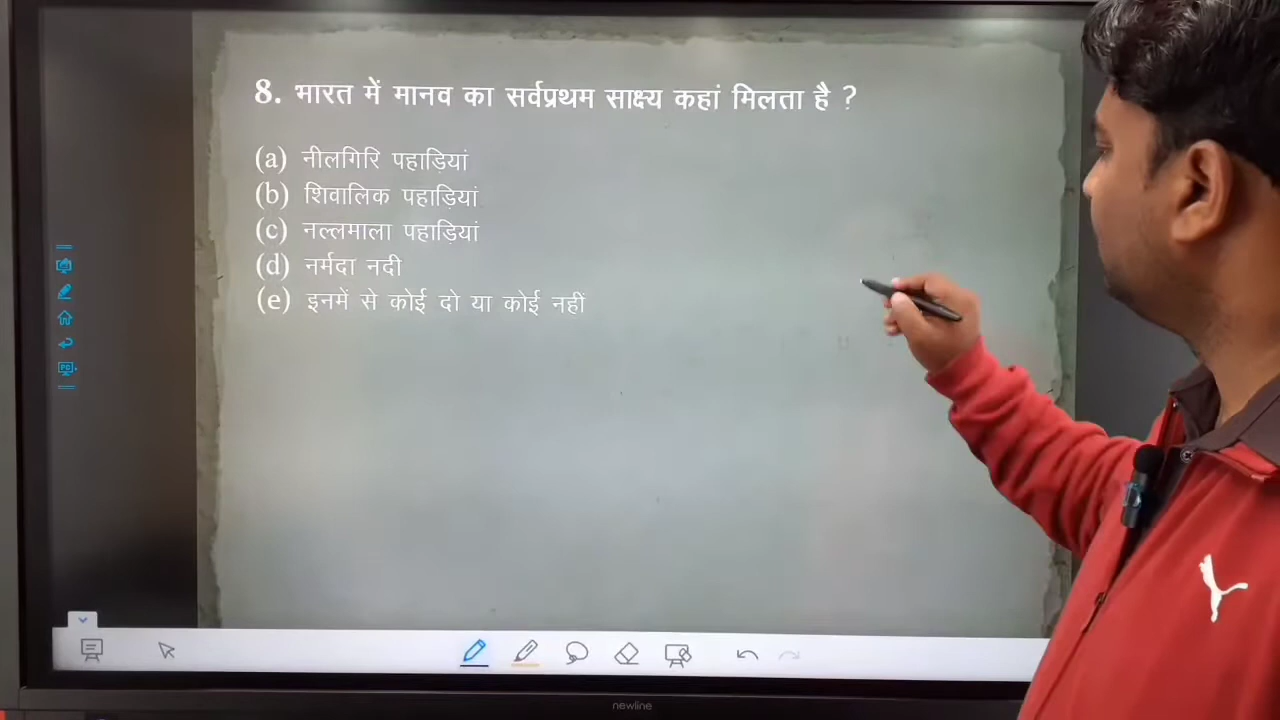 8. भारत में मानव का सर्वप्रथम साक्ष्य कहां मिलता है ?
(a) नीलगिरि पहाड़ियां
(b) शिवालिक पहाडियां
(c) नल्लमाला पहाडियां
(d) नर्मदा नदी
(e) इनमें से कोई दो या कोई नहीं
PC
newline